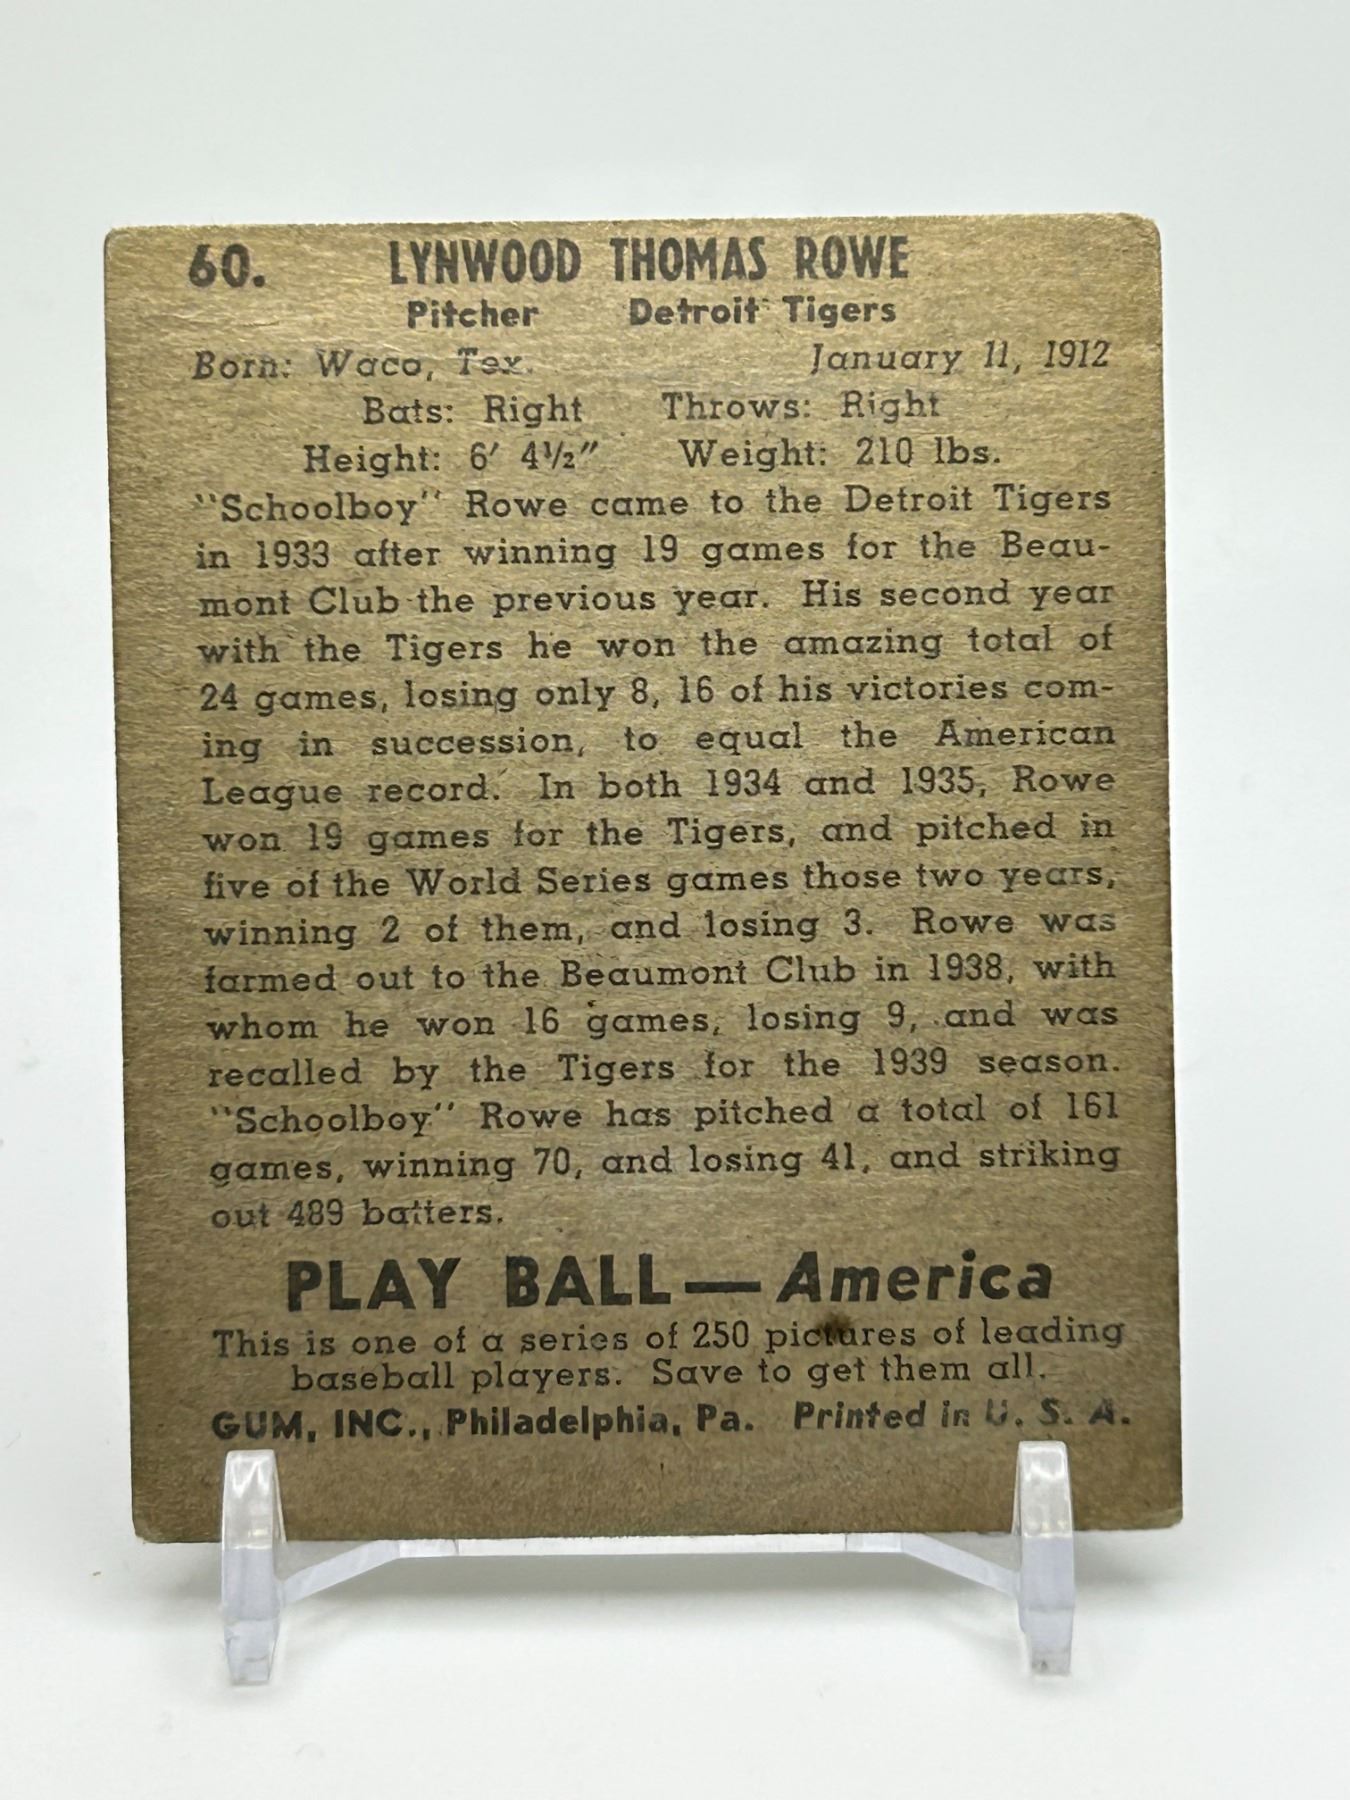 60. LYNWOOD THOMAS ROWE
Pitcher Detroit Tigers
Born: Waco, Tex. January 11, 1912
Bats: Right Throws: Right
Height: 6' 4½" Weight: 210 lbs.
"Schoolboy" Rowe came to the Detroit Tigers
in 1933 after winning 19 games for the Beau-
mont Club the previous year. His second year
with the Tigers he won the amazing total of
24 games, losing only 8, 16 of his victories com-
ing in succession, to equal the American
League record. In both 1934 and 1935, Rowe
won 19 games for the Tigers, and pitched in
five of the World Series games those two years,
winning 2 of them, and losing 3. Rowe was
farmed out to the Beaumont Club in 1938, with
whom he won 16 games, losing 9, and was
recalled by the Tigers for the 1939 season.
"Schoolboy" Rowe has pitched a total of 161
games, winning 70, and losing 41, and striking
out 489 batters.
PLAY BALL—America
This is one of a series of 250 pictures of leading
baseball players. Save to get them all.
GUM, INC., Philadelphia, Pa. Printed in U. S. A.